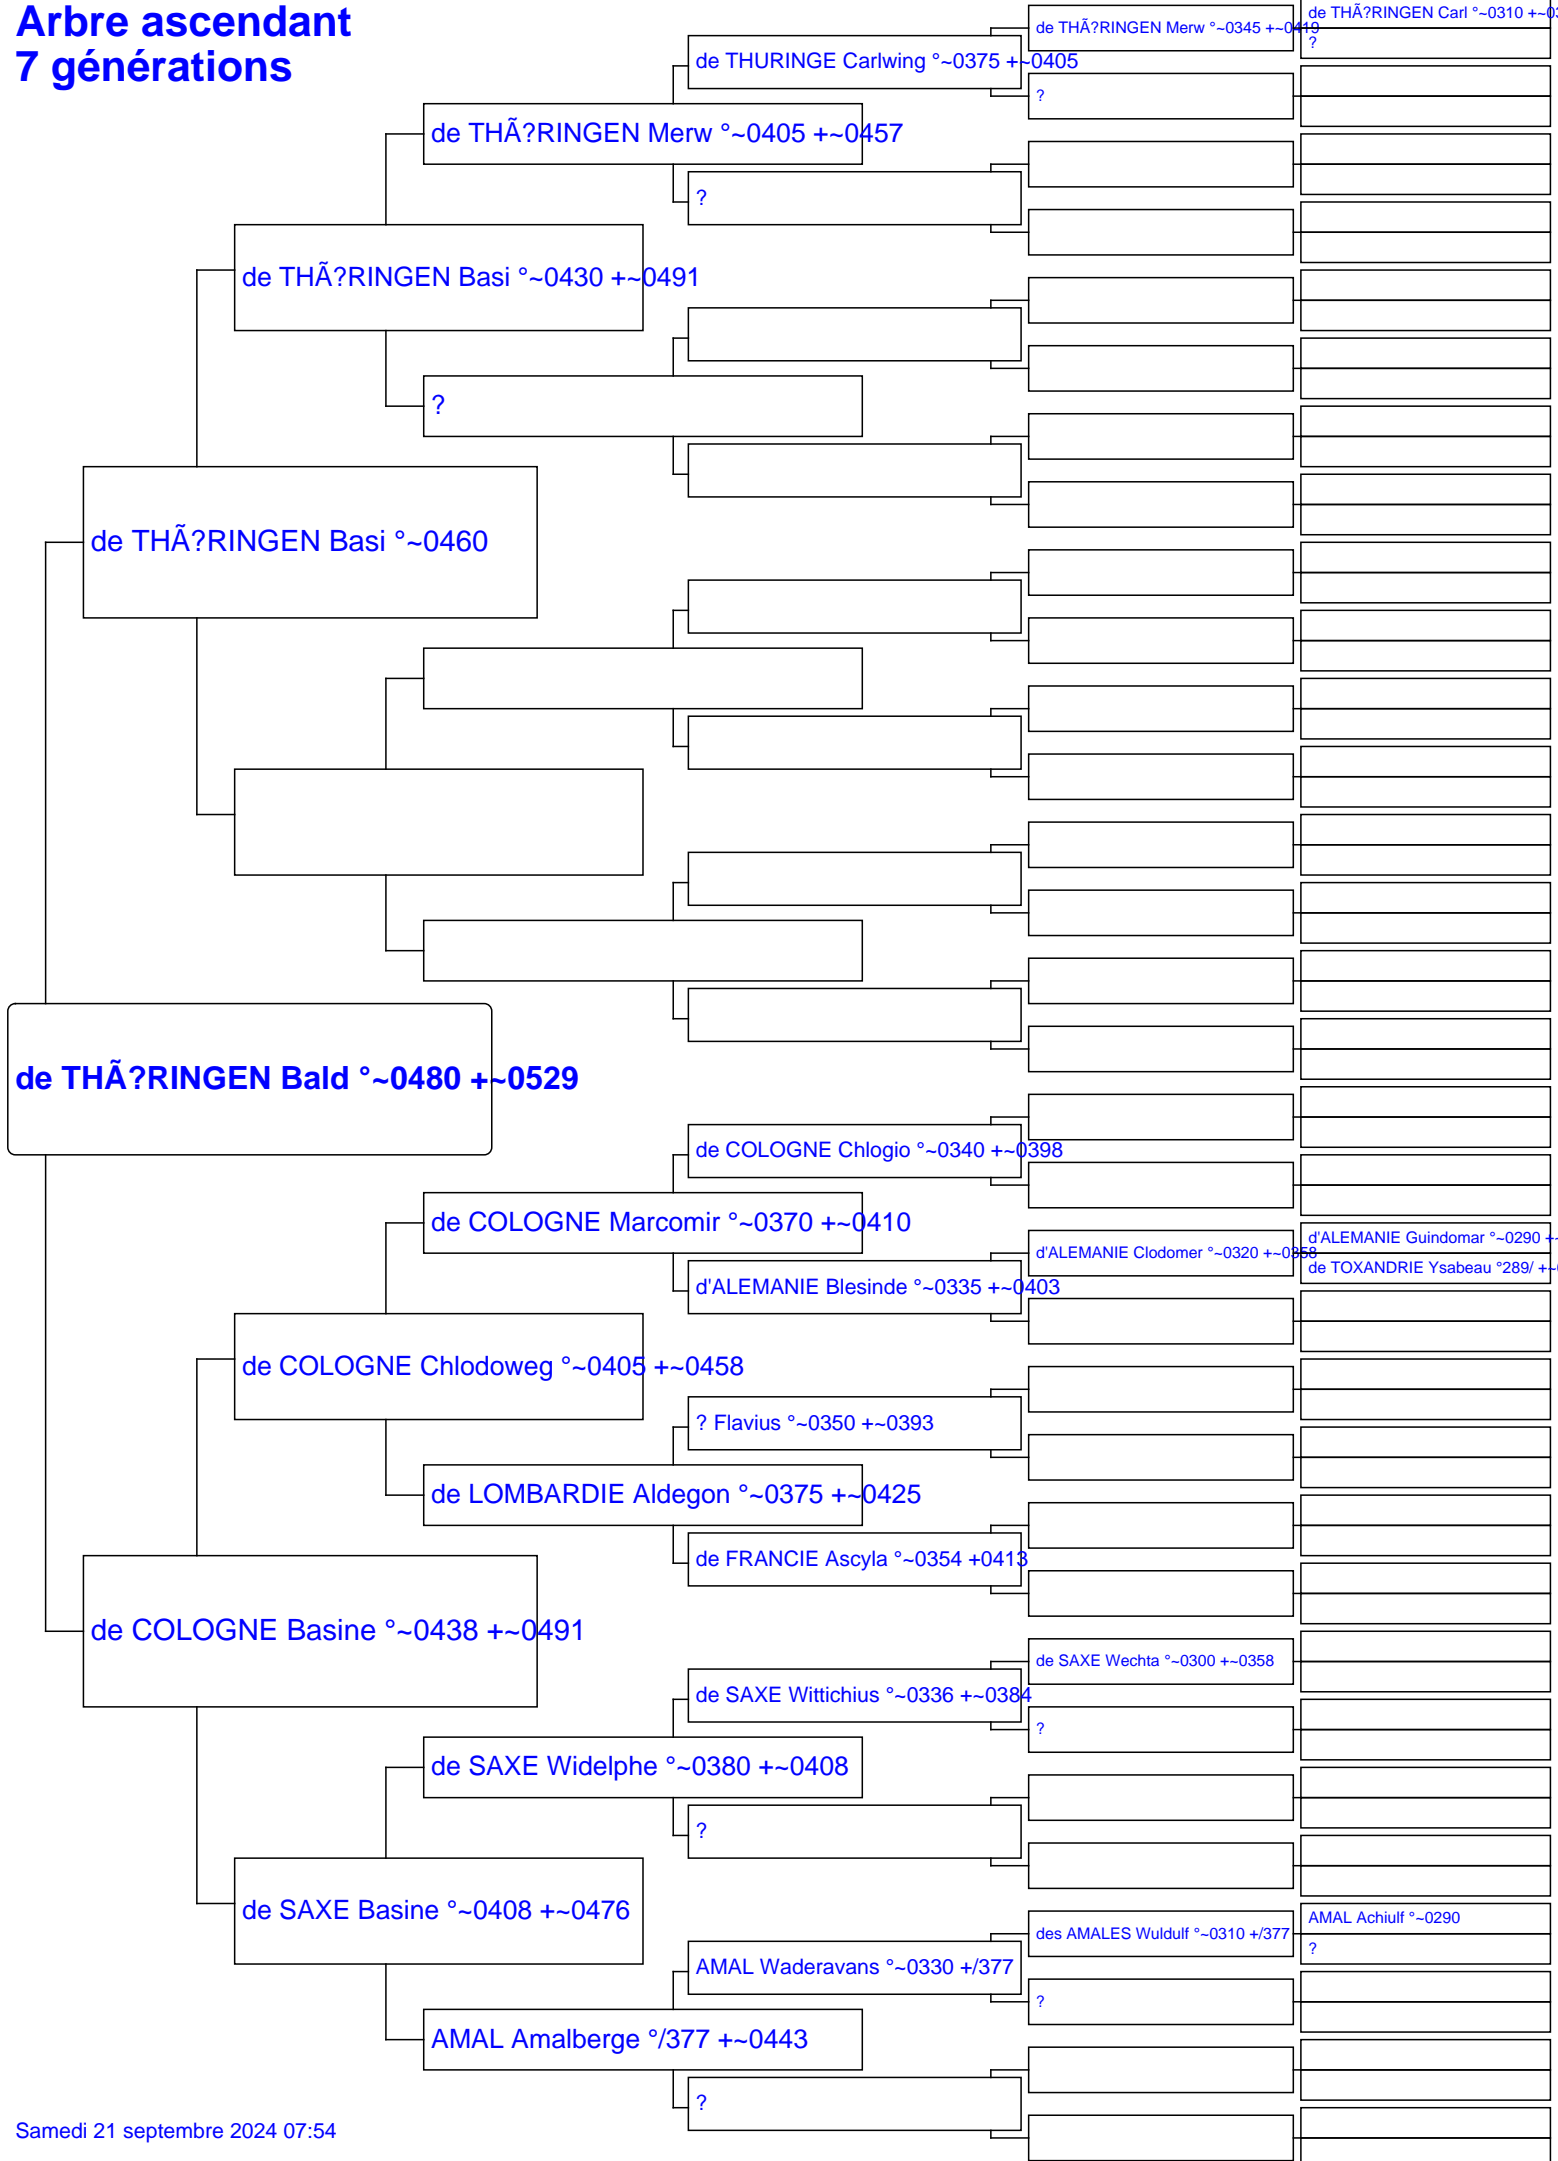 Arbre ascendant
7 générations
de THÃ?RINGEN Carl °~0310 +~03
?
de THÃ?RINGEN Merw °~0345 +~0419
de THURINGE Carlwing °~0375 +~0405
?
de THÃ?RINGEN Merw °~0405 +~0457
?
de THÃ?RINGEN Basi °~0430 +~0491
?
de THÃ?RINGEN Basi °~0460
de THÃ?RINGEN Bald °~0480 +~0529
de COLOGNE Chlogio °~0340 +~0398
de COLOGNE Marcomir °~0370 +~0410
d'ALEMANIE Guindomar °~0290 +~
d'ALEMANIE Clodomer °~0320 +~0358
de TOXANDRIE Ysabeau °289/ +~0
d'ALEMANIE Blesinde °~0335 +~0403
de COLOGNE Chlodoweg °~0405 +~0458
? Flavius °~0350 +~0393
de LOMBARDIE Aldegon °~0375 +~0425
de FRANCIE Ascyla °~0354 +0413
de COLOGNE Basine °~0438 +~0491
de SAXE Wechta °~0300 +~0358
de SAXE Wittichius °~0336 +~0384
?
de SAXE Widelphe °~0380 +~0408
?
de SAXE Basine °~0408 +~0476
AMAL Achiulf °~0290
des AMALES Wuldulf °~0310 +/377
?
AMAL Waderavans °~0330 +/377
?
AMAL Amalberge °/377 +~0443
?
Samedi 21 septembre 2024 07:54